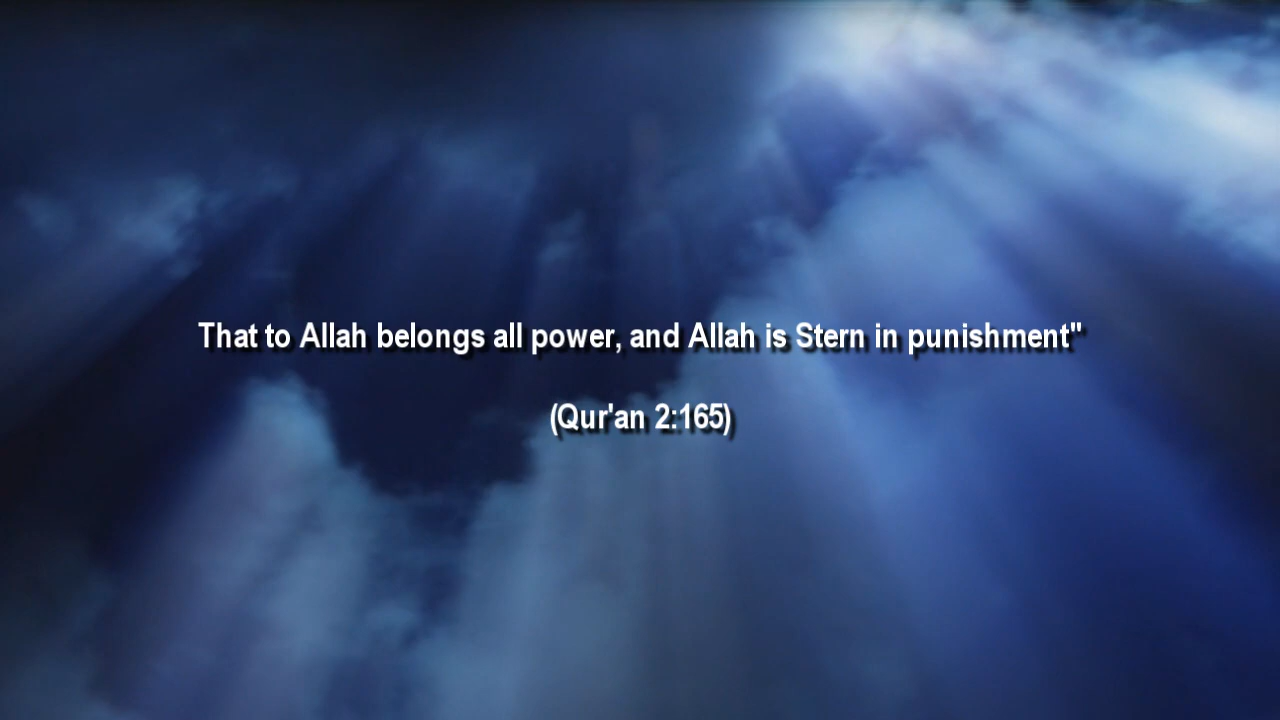 That to Allah belongs all power, and Allah is Stern in punishment"
(Qur'an 2:165)